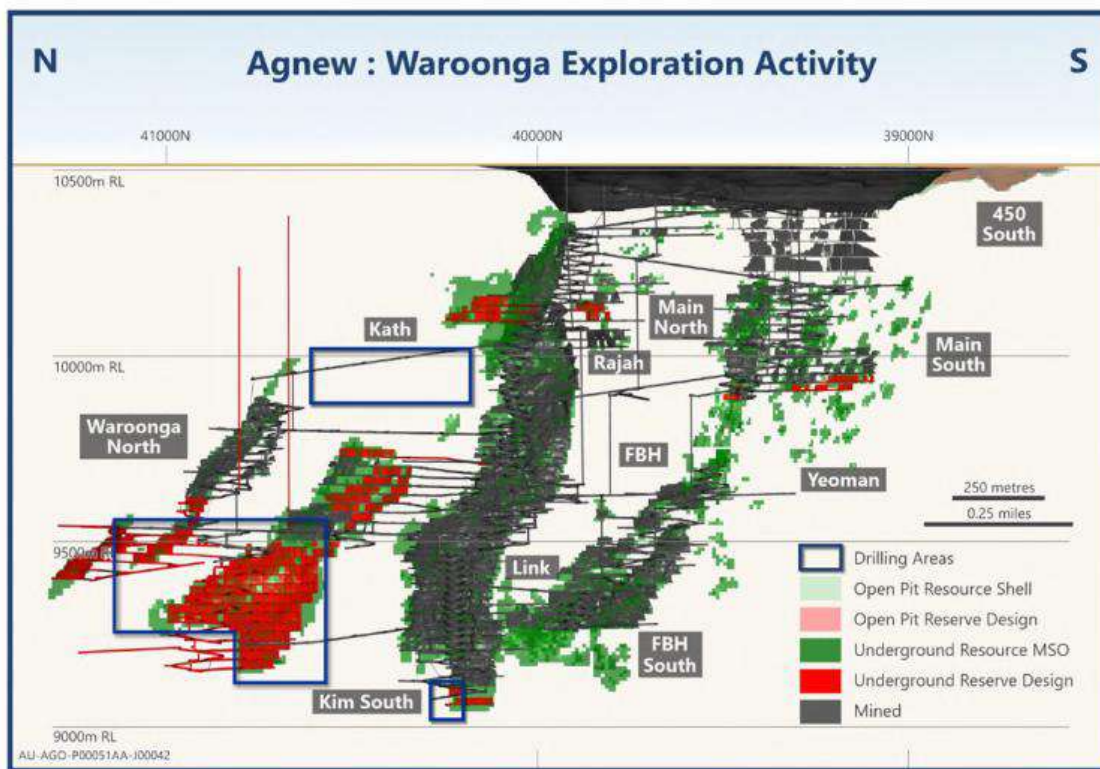 N
Agnew : Waroonga Exploration Activity
S
41000N
40000N
39000N
10500m RL
450
South
Kath
Main
North
Rajah
Main
South
10000m RL
Waroonga
North
FBH
Yeoman
250 metres
0.25 miles
9500m RL
Link
FBH
South
Kim South
Drilling Areas
Open Pit Resource Shell
Open Pit Reserve Design
Underground Resource MSO
Underground Reserve Design
Mined
9000m RL
AU-AGO-P00051AA-J00042